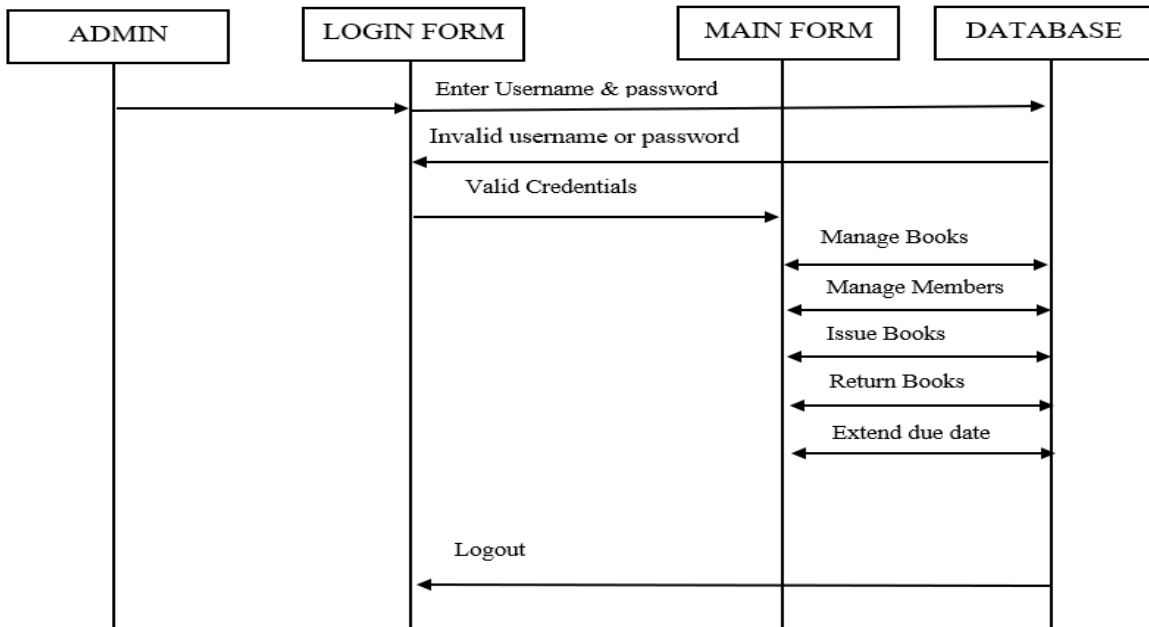 ADMIN
LOGIN FORM
MAIN FORM
DATABASE
Enter Username & password
Invalid username or password
Valid Credentials
Manage Books
Manage Members
Issue Books
Return Books
Extend due date
Logout